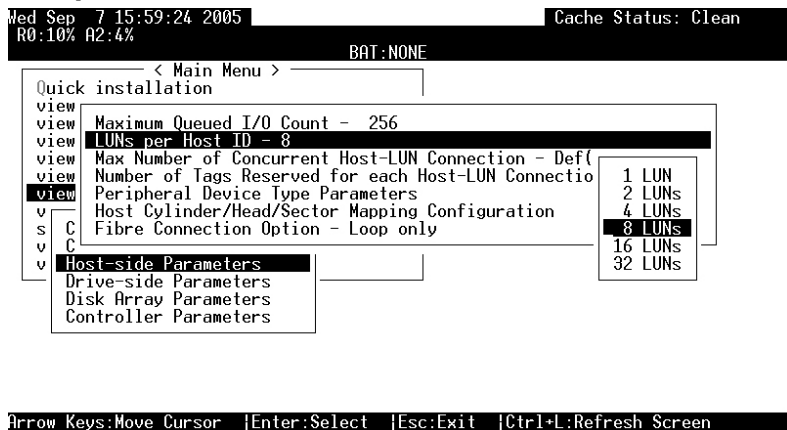 Wed Sep 7 15:59:24 2005 Cache Status: Clean
R0:10% A2:4%
BAT:NONE
< Main Menu >
Quick installation
view
view Maximum Queued I/O Count - 256
view LUNs per Host ID - 8
view Max Number of Concurrent Host-LUN Connection - Def(
view Number of Tags Reserved for each Host-LUN Connectio 1 LUN
view Peripheral Device Type Parameters 2 LUNs
v Host Cylinder/Head/Sector Mapping Configuration 4 LUNs
s C Fibre Connection Option - Loop only 8 LUNs
v C 16 LUNs
v Host-side Parameters 32 LUNs
Drive-side Parameters
Disk Array Parameters
Controller Parameters
Arrow Keys:Move Cursor |Enter:Select |Esc:Exit |Ctrl+L:Refresh Screen